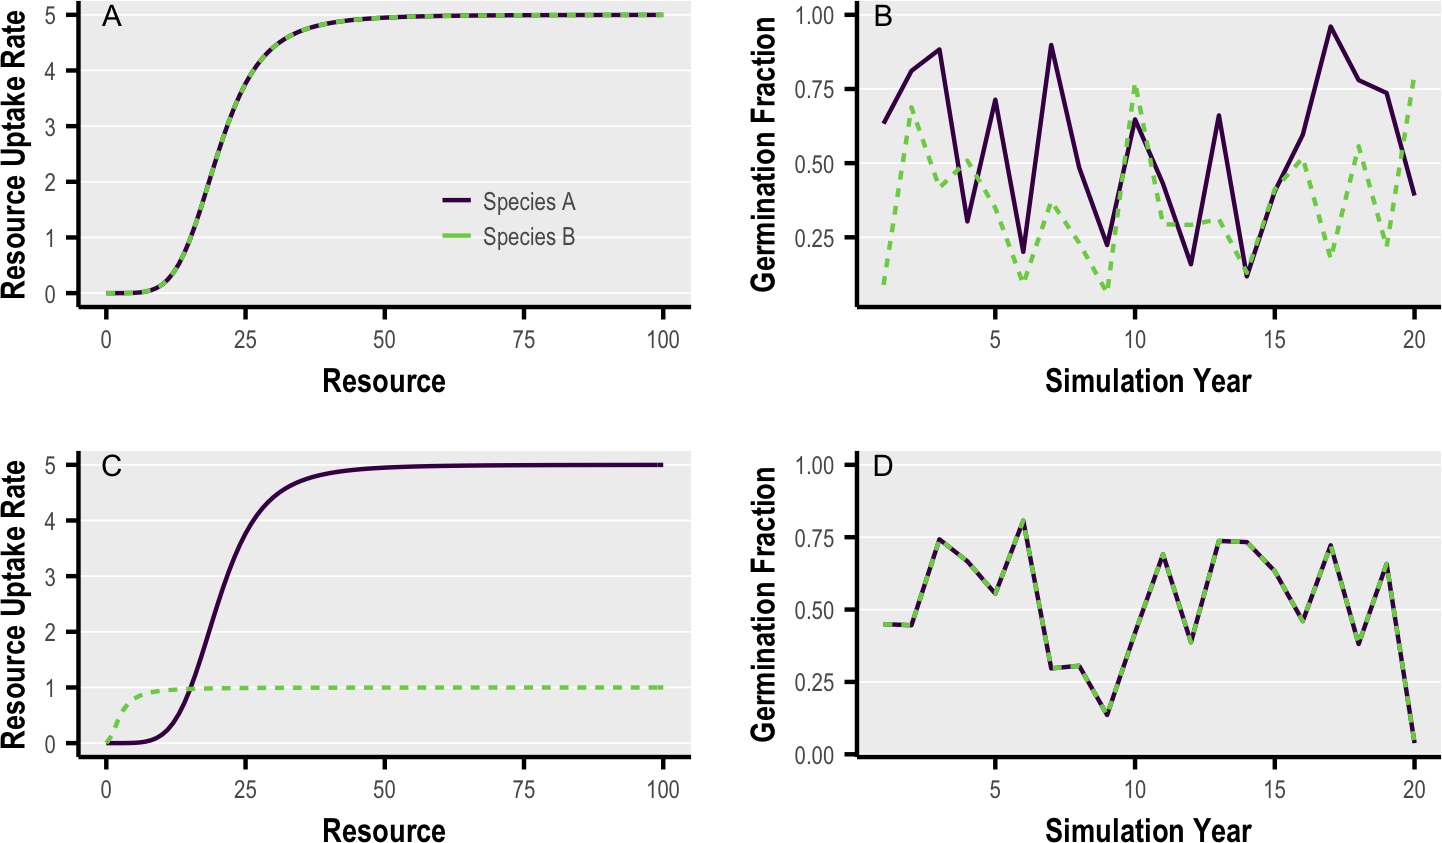 A
Resource Uptake Rate
5
4
3
2
1
0
Species A
Species B
0 25 50 75 100
Resource
B
Germination Fraction
1.00
0.75
0.50
0.25
5 10 15 20
Simulation Year
C
Resource Uptake Rate
5
4
3
2
1
0
0 25 50 75 100
Resource
D
Germination Fraction
1.00
0.75
0.50
0.25
0.00
5 10 15 20
Simulation Year